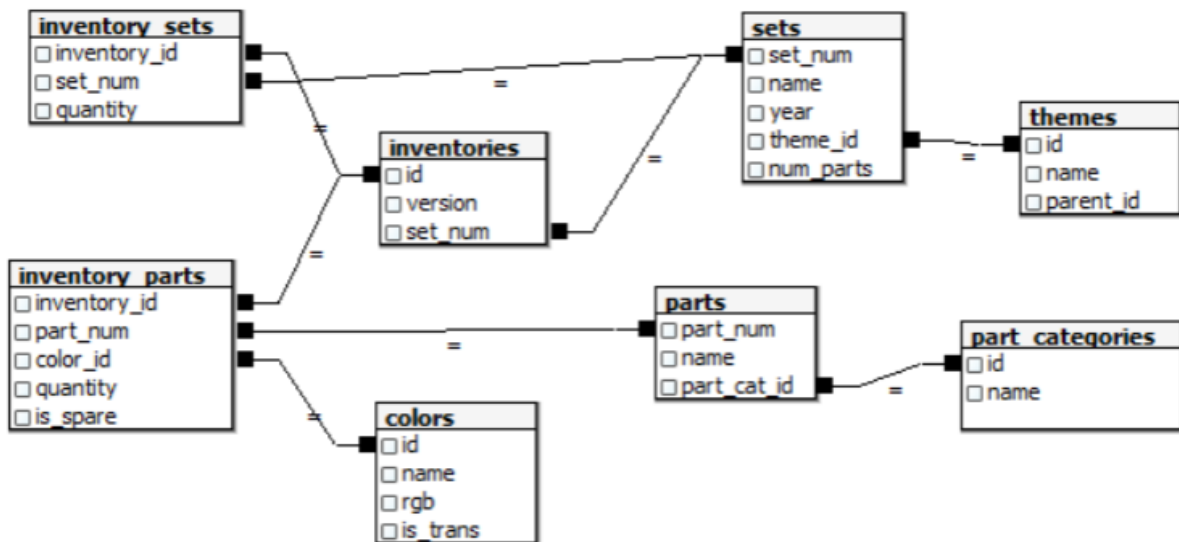 inventory_sets
inventory_id
set_num
quantity
sets
set_num
name
year
theme_id
num_parts
themes
id
name
parent_id
inventories
id
version
set_num
inventory_parts
inventory_id
part_num
color_id
quantity
is_spare
parts
part_num
name
part_cat_id
part_categories
id
name
colors
id
name
rgb
is_trans
=
=
=
=
=
=
=
=